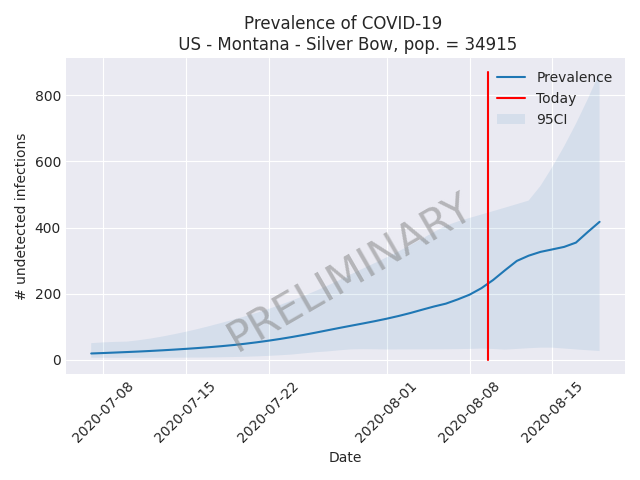 Prevalence of COVID-19
US - Montana - Silver Bow, pop. = 34915
Prevalence
Today
95CI
PRELIMINARY
# undetected infections
800
600
400
200
0
2020-07-08
2020-07-15
2020-07-22
2020-08-01
2020-08-08
2020-08-15
Date